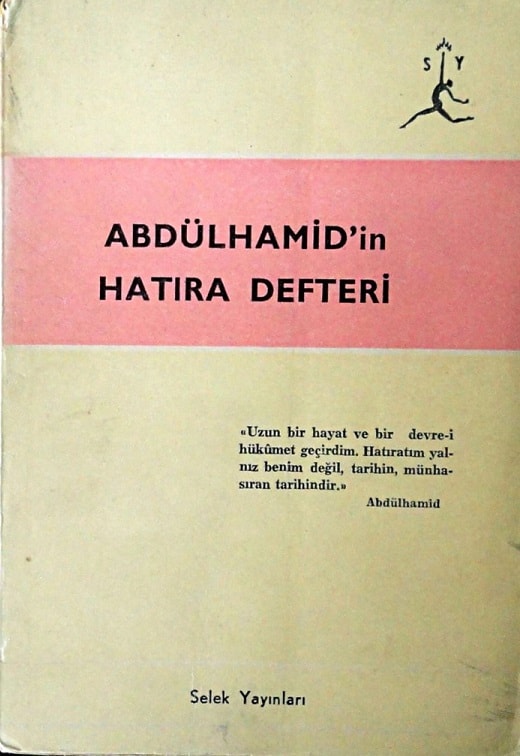 S Y
ABDÜLHAMİD'in
HATIRA DEFTERİ
«Uzun bir hayat ve bir devre-i
hükûmet geçirdim. Hatıratım yal-
nız benim değil, tarihin, münha-
sıran tarihindir.»
Abdülhamid
Selek Yayınları